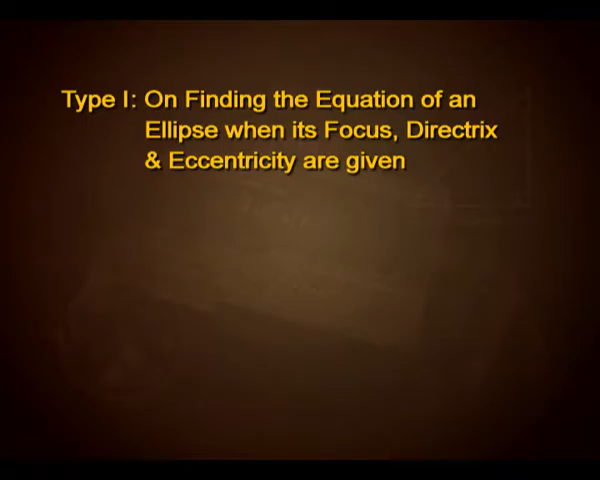 Type I: On Finding the Equation of an
Ellipse when its Focus, Directrix
& Eccentricity are given